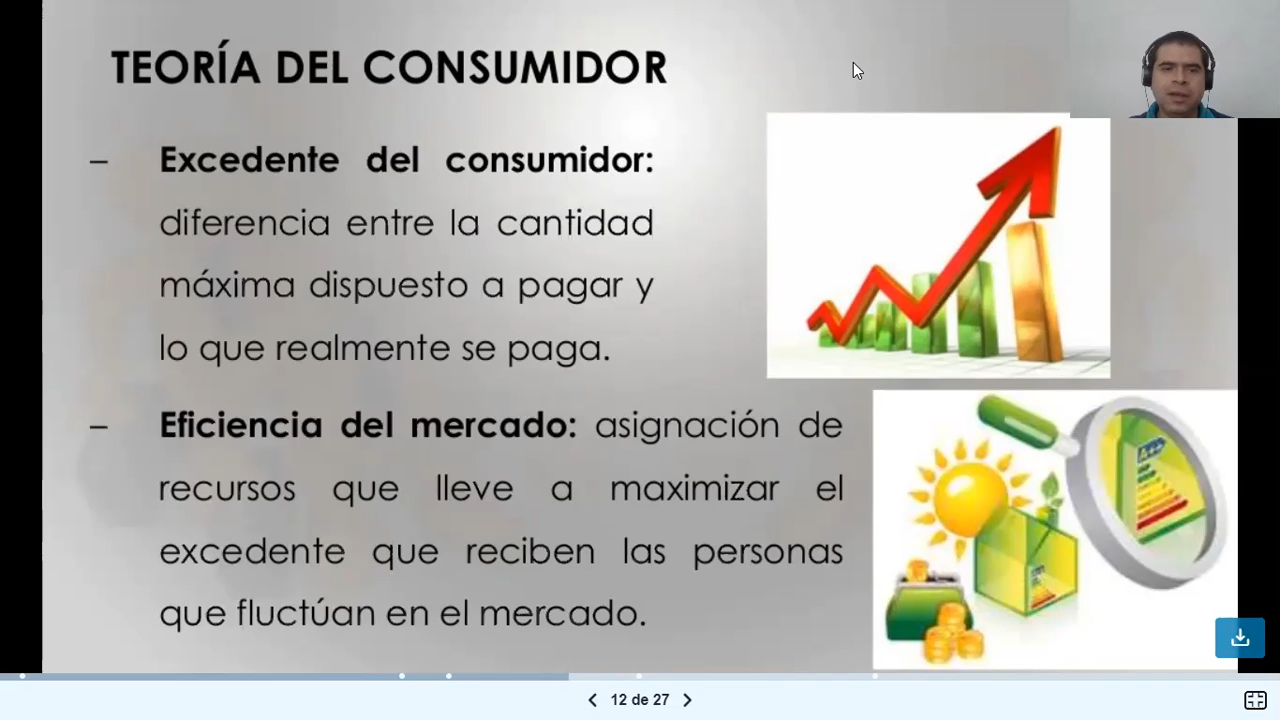 TEORÍA DEL CONSUMIDOR
– Excedente del consumidor:
diferencia entre la cantidad
máxima dispuesto a pagar y
lo que realmente se paga.
– Eficiencia del mercado: asignación de
recursos que lleve a maximizar el
excedente que reciben las personas
que fluctúan en el mercado.
12 de 27